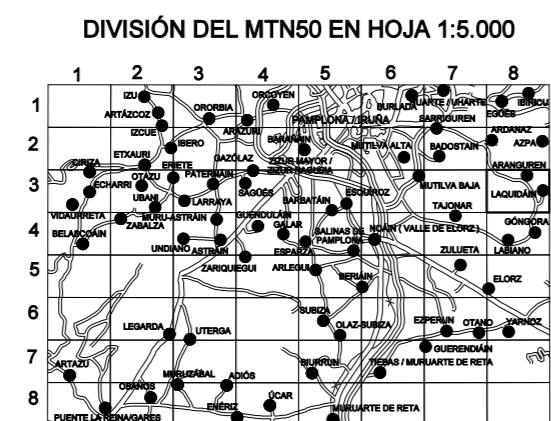 DIVISIÓN DEL MTN50 EN HOJA 1:5.000
1 2 3 4 5 6 7 8
1
IZU
ORCOYEN
ARTÁZCOZ
ORORBIA
BURLADA
HUARTE / UHARTE
IBIRICU
EGÜÉS
IZCUE
ARAZURI
PAMPLONA / IRUÑA
SARRIGUREN
2
ARDANAZ
IBERO
BARAÑÁIN
MUTILVA ALTA
BADOSTAIN
AZPA
ETXAURI
GAZÓLAZ
ZIZUR MAYOR /
ZIZUR NAGUSIA
CIRIZA
ERIETE
ARANGUREN
3
ECHARRI
OTAZU
PATERNAIN
SAGÜÉS
ESQUIROZ
MUTILVA BAJA
UBANI
LARRAYA
BARBATÁIN
LAQUIDÁIN
VIDAURRETA
ZABALZA
MURU-ASTRÁIN
GUENDULÁIN
TAJONAR
GÓNGORA
4
BELASCOÁIN
GALAR
SALINAS DE
PAMPLONA
NOÁIN ( VALLE DE ELORZ )
UNDIANO
ASTRÁIN
ESPARZA
LABIANO
ZULUETA
5
ZARIQUIEGUI
ARLEGUI
BERIÁIN
ELORZ
6
SUBIZA
LEGARDA
UTERGA
OLAZ-SUBIZA
EZPERUN
OTANO
YARNOZ
7
GUERENDIÁIN
ARTAZU
MURUZÁBAL
ADIÓS
BIURRUN
TIEBAS / MURUARTE DE RETA
8
OBANOS
ÚCAR
PUENTE LA REINA/GARES
ENÉRIZ
MURUARTE DE RETA